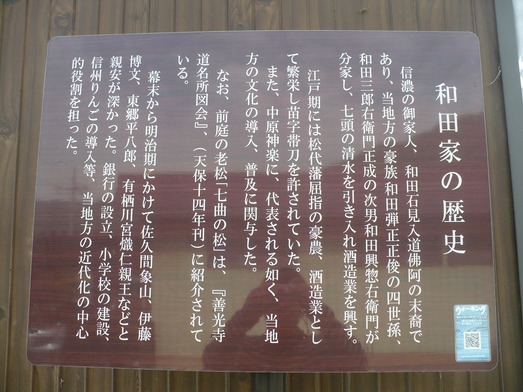 和田家の歴史
信濃の御家人、和田石見入道佛阿の末裔で
あり、当地方の豪族和田弾正正俊の四世孫、
和田三郎右衛門正成の次男和田興惣右衛門が
分家し、七頭の清水を引き入れ酒造業を興す。
江戸期には松代藩屈指の豪農、酒造業とし
て繁栄し苗字帯刀を許されていた。
また、中原神楽に、代表される如く、当地
方の文化の導入、普及に関与した。
なお、前庭の老松「七曲の松」は、『善光寺
道名所図会』、（天保十四年刊）に紹介されて
いる。
幕末から明治期にかけて佐久間象山、伊藤
博文、東郷平八郎、有栖川宮熾仁親王などと
親安が深かった。銀行の設立、小学校の建設、
信州りんごの導入等、当地方の近代化の中心
的役割を担った。